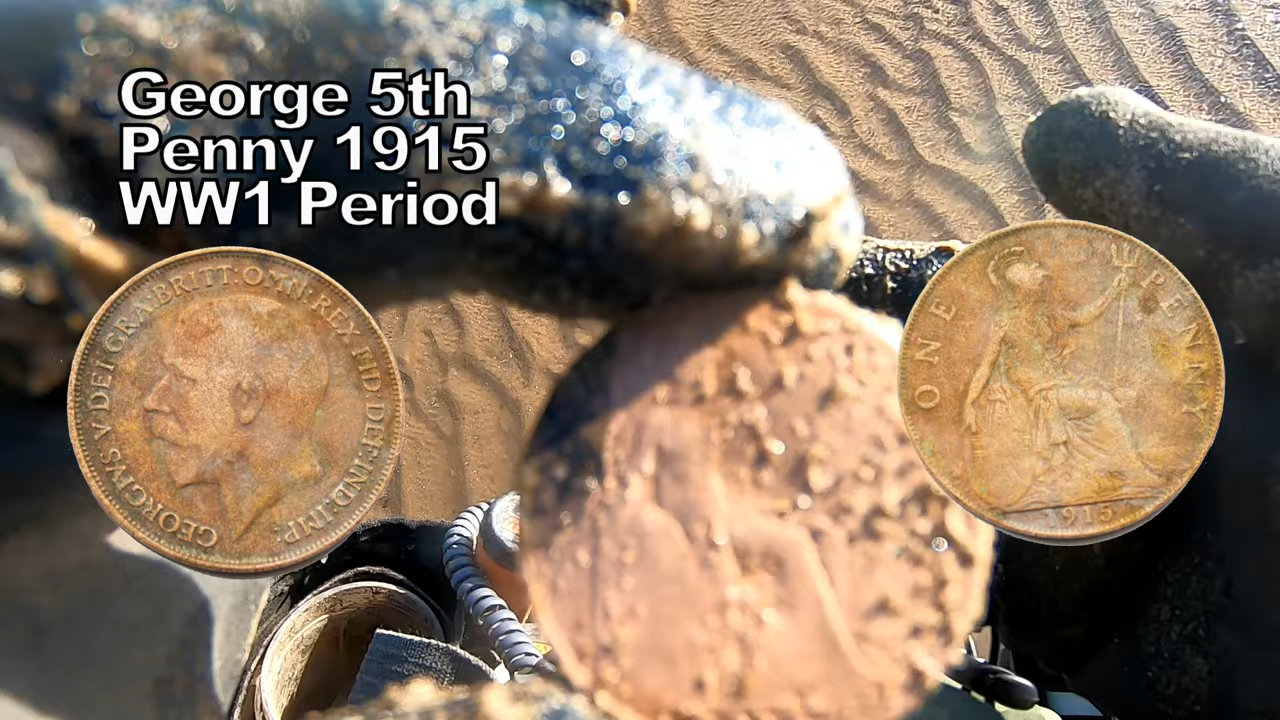 George 5th
Penny 1915
WW1 Period
GEORGIVS V DEI GRA:BRITT:OMN:REX FID:DEF:IND:IMP:
ONE PENNY
1915